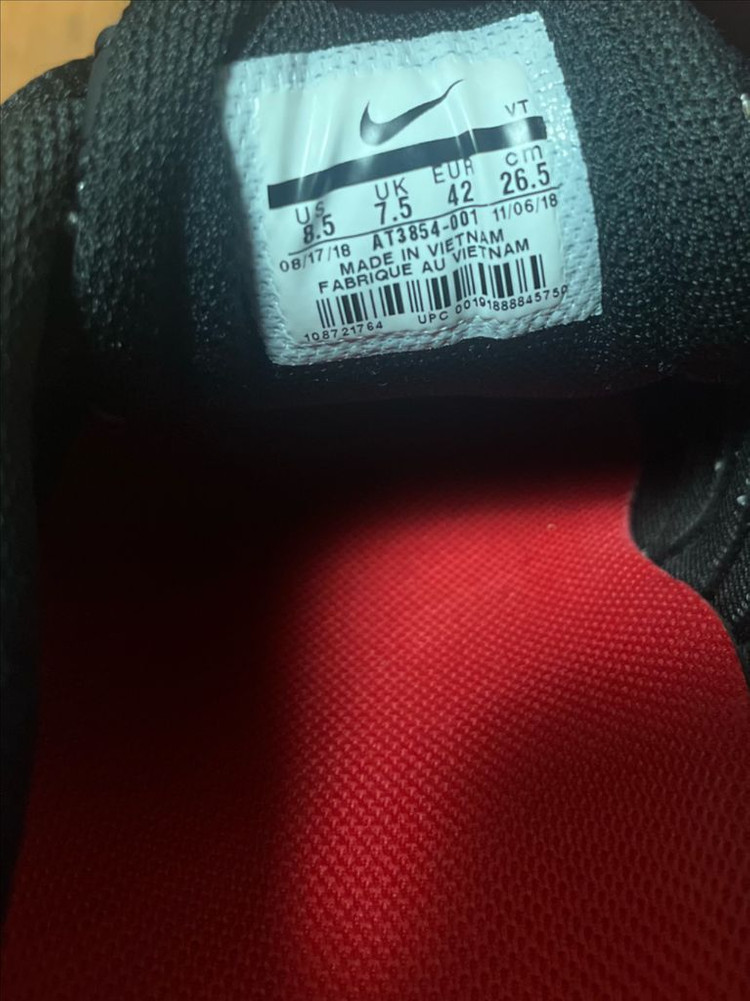 VT
US UK EUR cm
8.5 7.5 42 26.5
08/17/18 AT3854-001 11/06/18
MADE IN VIETNAM
FABRIQUE AU VIETNAM
108721764 UPC 00191888845750